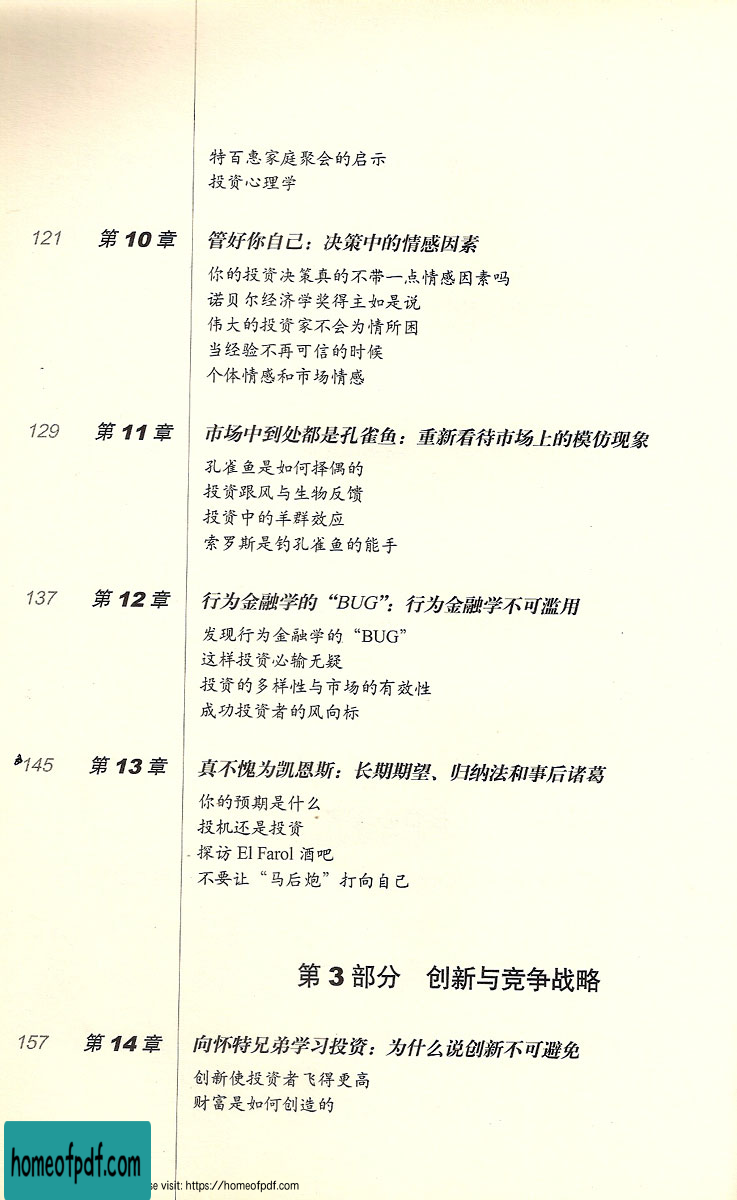 特百惠家庭聚会的启示
投资心理学
121 第10章 管好你自己：决策中的情感因素
你的投资决策真的不带一点情感因素吗
诺贝尔经济学奖得主如是说
伟大的投资家不会为情所困
当经验不再可信的时候
个体情感和市场情感
129 第11章 市场中到处都是孔雀鱼：重新看待市场上的模仿现象
孔雀鱼是如何择偶的
投资跟风与生物反馈
投资中的羊群效应
索罗斯是钓孔雀鱼的能手
137 第12章 行为金融学的“BUG”：行为金融学不可滥用
发现行为金融学的“BUG”
这样投资必输无疑
投资的多样性与市场的有效性
成功投资者的风向标
145 第13章 真不愧为凯恩斯：长期期望、归纳法和事后诸葛
你的预期是什么
投机还是投资
探访 El Farol 酒吧
不要让“马后炮”打向自己
第3部分 创新与竞争战略
157 第14章 向怀特兄弟学习投资：为什么说创新不可避免
创新使投资者飞得更高
财富是如何创造的
homeofpdf.com
se visit: https://homeofpdf.com